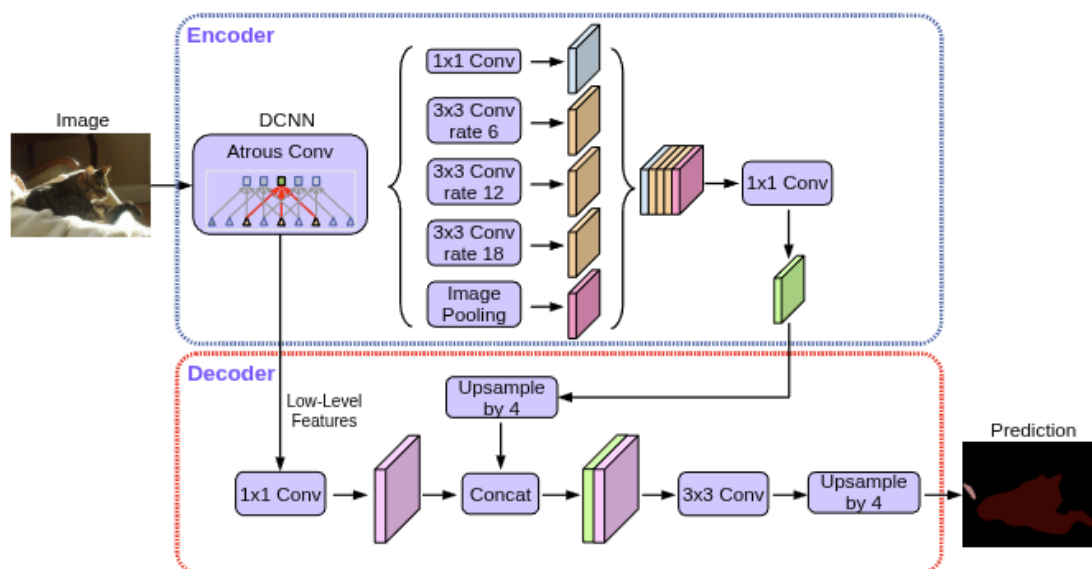 Encoder
Image
DCNN
Atrous Conv
1x1 Conv
3x3 Conv
rate 6
3x3 Conv
rate 12
3x3 Conv
rate 18
Image
Pooling
1x1 Conv
Decoder
Low-Level
Features
Upsample
by 4
1x1 Conv
Concat
3x3 Conv
Upsample
by 4
Prediction